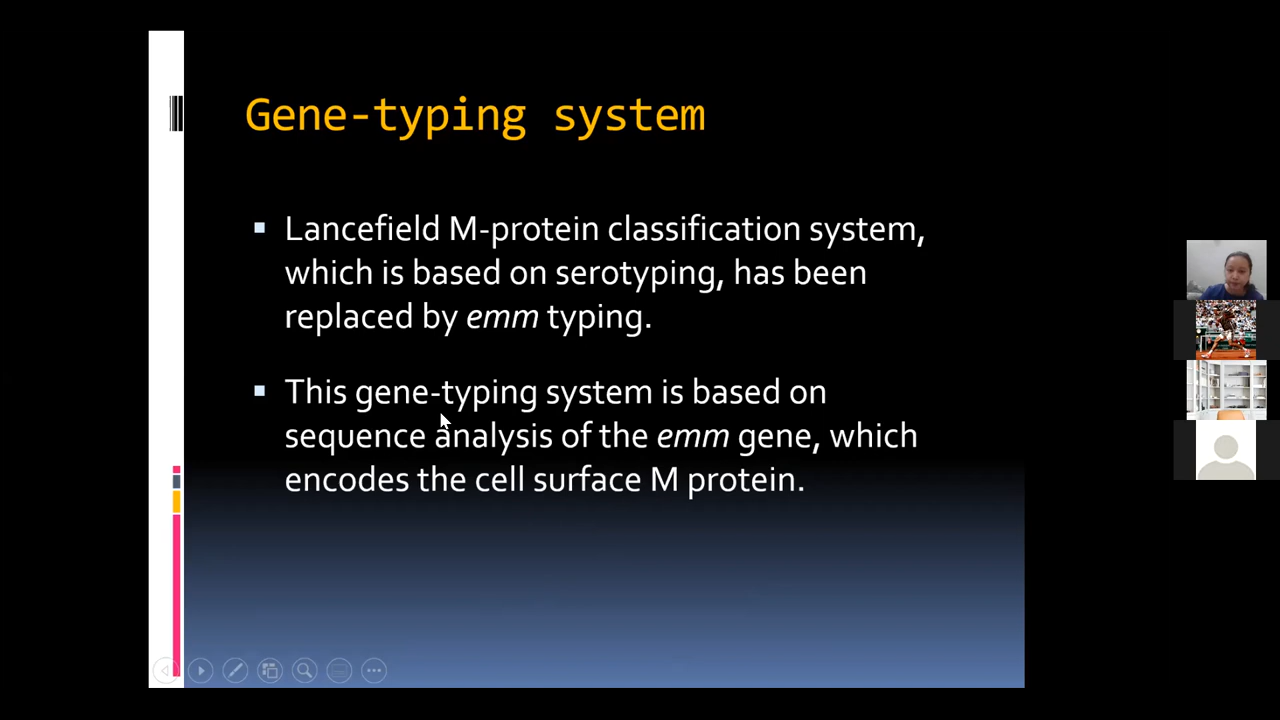 Gene-typing system
Lancefield M-protein classification system,
which is based on serotyping, has been
replaced by emm typing.
This gene-typing system is based on
sequence analysis of the emm gene, which
encodes the cell surface M protein.